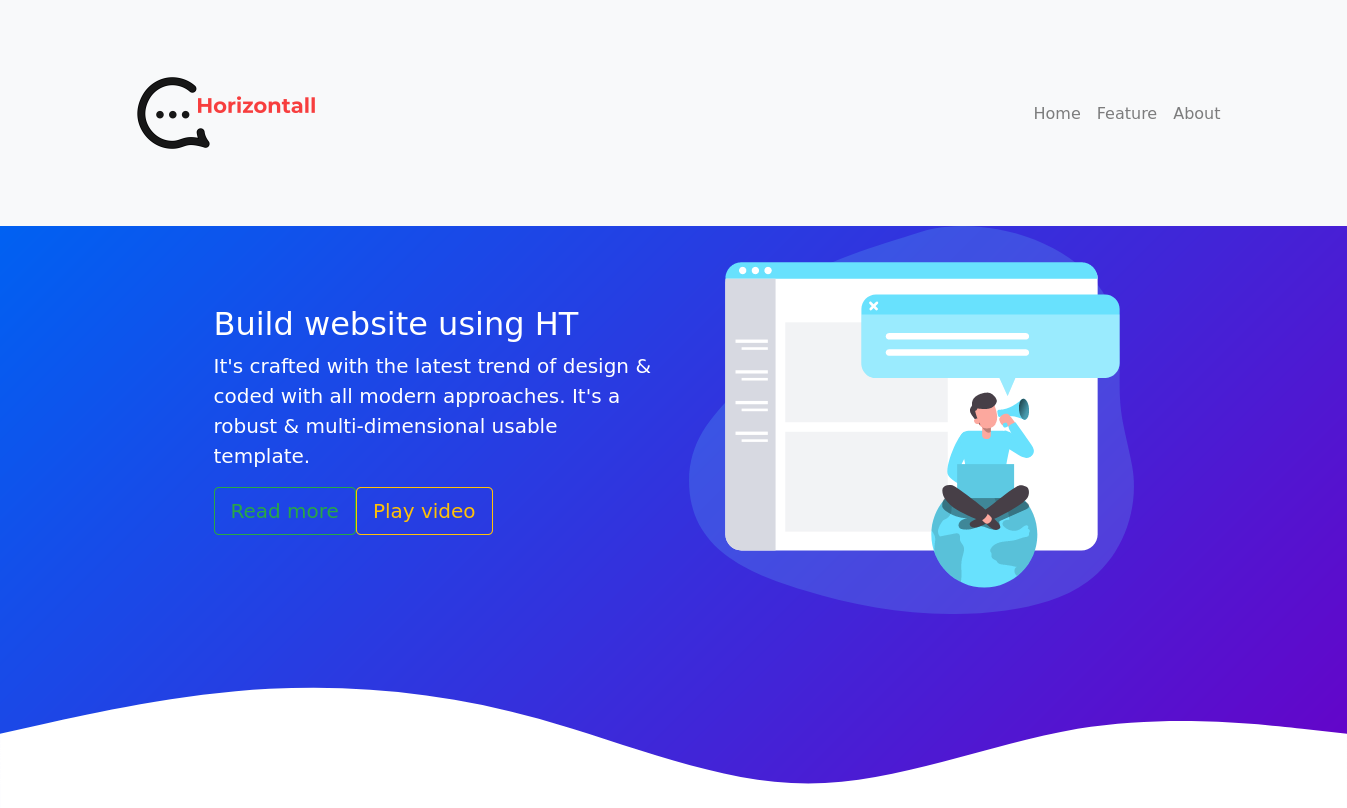 Horizontall
Home Feature About
Build website using HT
It's crafted with the latest trend of design &
coded with all modern approaches. It's a
robust & multi-dimensional usable
template.
Read more Play video